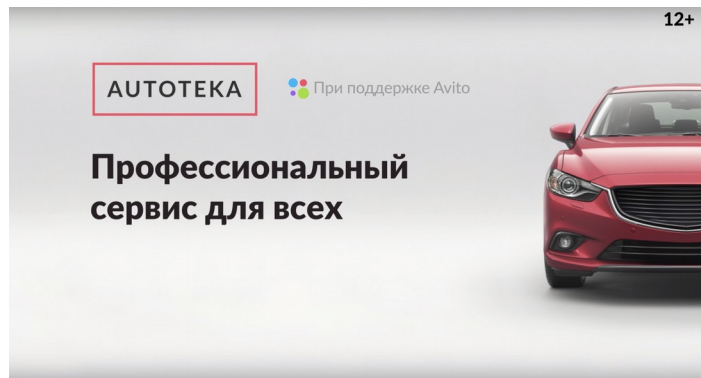 12+
AUTOTEKA
При поддержке Avito
Профессиональный
сервис для всех